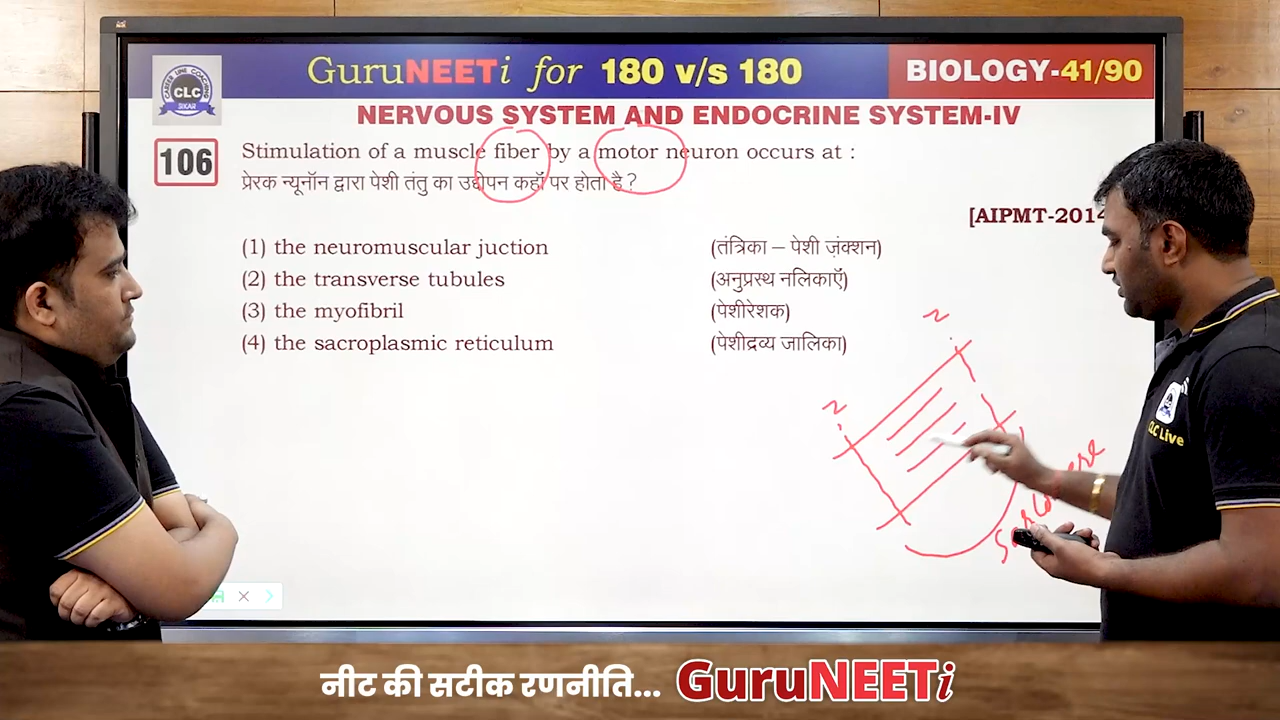 GuruNEETi for 180 v/s 180
BIOLOGY-41/90
CLC
SIKAR
NERVOUS SYSTEM AND ENDOCRINE SYSTEM-IV
106 Stimulation of a muscle fiber by a motor neuron occurs at :
प्रेरक न्यूनॉन द्वारा पेशी तंतु का उद्दीपन कहाँ पर होता है ?
[AIPMT-2014
(1) the neuromuscular juction (तंत्रिका – पेशी ज़ंक्शन)
(2) the transverse tubules (अनुप्रस्थ नलिकाएँ)
(3) the myofibril (पेशीरेशक)
(4) the sacroplasmic reticulum (पेशीद्रव्य जालिका)
Sarcomere
CLC Live
नीट की सटीक रणनीति... GuruNEETi